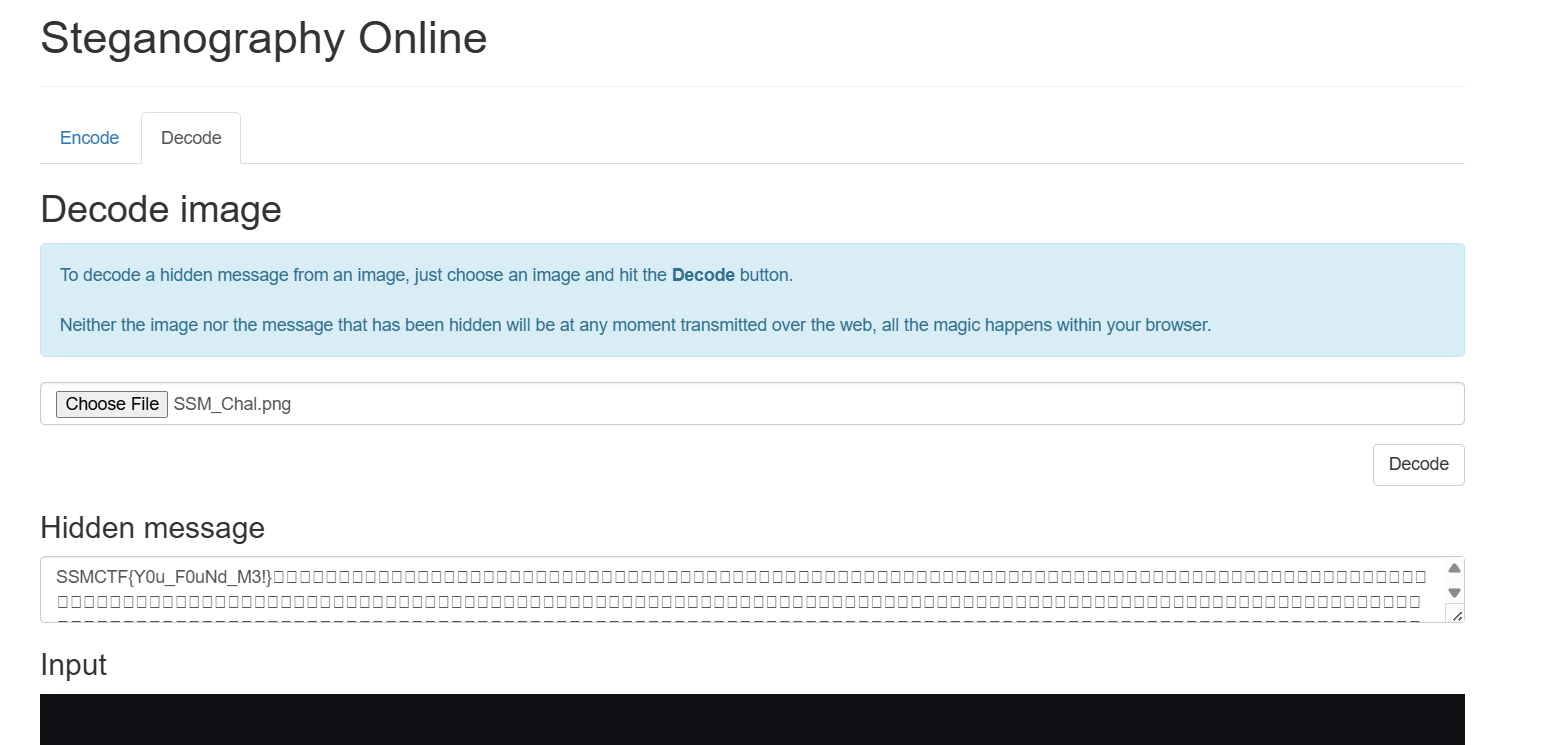 Steganography Online
Encode
Decode
Decode image
To decode a hidden message from an image, just choose an image and hit the Decode button.
Neither the image nor the message that has been hidden will be at any moment transmitted over the web, all the magic happens within your browser.
Choose File SSM_Chal.png
Decode
Hidden message
SSMCTF{Y0u_F0uNd_M3!}
Input